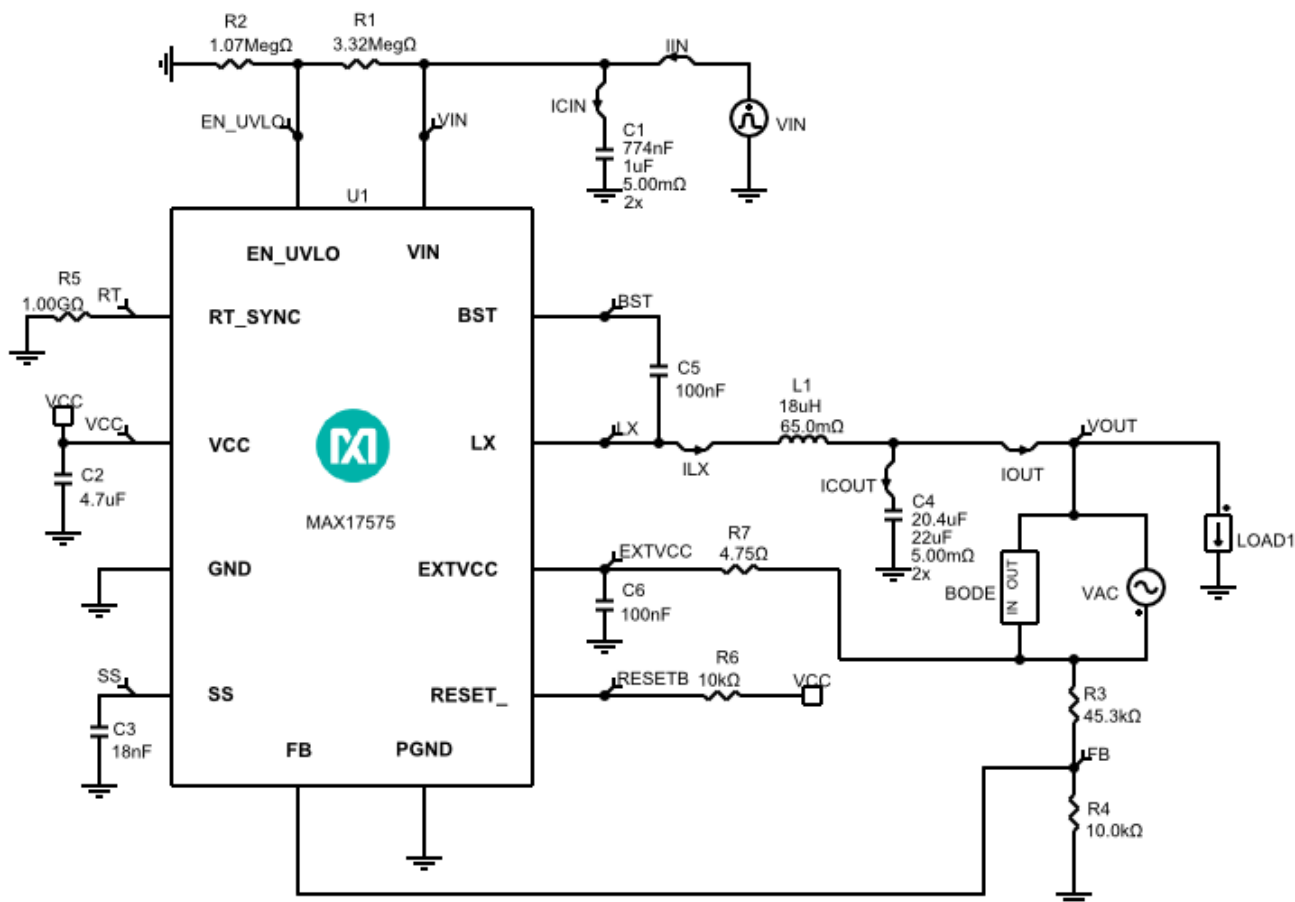 R2
1.07MegΩ
R1
3.32MegΩ
IIN
ICIN
EN_UVLO
VIN
C1
774nF
1uF
5.00mΩ
2x
VIN
U1
EN_UVLO
VIN
R5
1.00GΩ
RT
RT_SYNC
BST
BST
C5
100nF
VCC
VCC
VCC
LX
LX
ILX
L1
18uH
65.0mΩ
ICOUT
IOUT
VOUT
C2
4.7uF
MAX17575
C4
20.4uF
22uF
5.00mΩ
2x
LOAD1
GND
EXTVCC
EXTVCC
R7
4.75Ω
C6
100nF
BODE
IN OUT
VAC
SS
SS
RESET_
RESETB
R6
10kΩ
VCC
C3
18nF
R3
45.3kΩ
FB
PGND
FB
R4
10.0kΩ